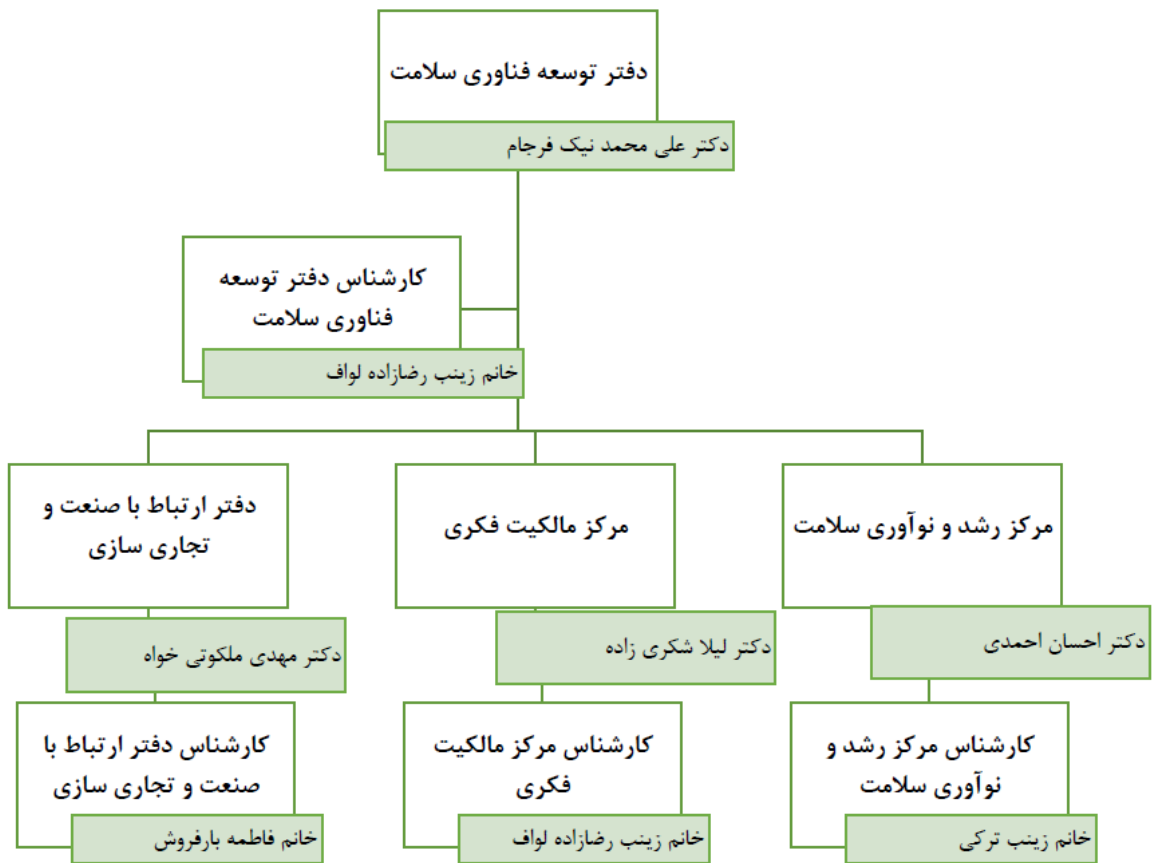 دفتر توسعه فناوری سلامت
دکتر علی محمد نیک فرجام
کارشناس دفتر توسعه
فناوری سلامت
خانم زینب رضازاده لواف
مرکز رشد و نوآوری سلامت
دکتر احسان احمدی
کارشناس مرکز رشد و
نوآوری سلامت
خانم زینب ترکی
مرکز مالکیت فکری
دکتر لیلا شکری زاده
کارشناس مرکز مالکیت
فکری
خانم زینب رضازاده لواف
دفتر ارتباط با صنعت و
تجاری سازی
دکتر مهدی ملکوتی خواه
کارشناس دفتر ارتباط با
صنعت و تجاری سازی
خانم فاطمه بارفروش